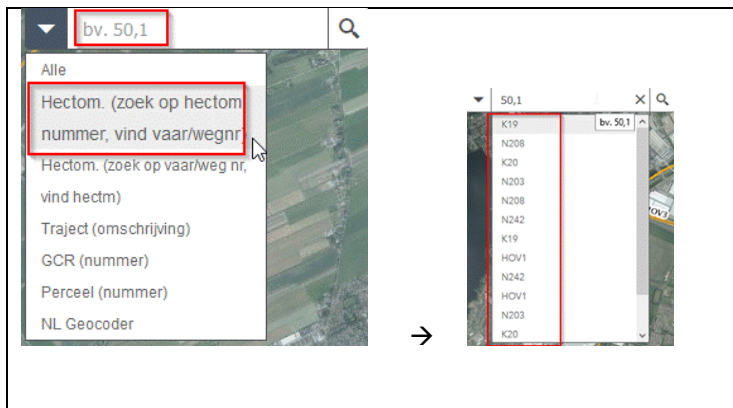 bv. 50,1
Alle
Hectom. (zoek op hectom
nummer, vind vaar/wegnr)
Hectom. (zoek op vaar/weg nr,
vind hectm)
Traject (omschrijving)
GCR (nummer)
Perceel (nummer)
NL Geocoder
→
50,1
bv. 50,1
K19
N208
K20
N203
N208
N242
K19
HOV1
N242
HOV1
N203
K20